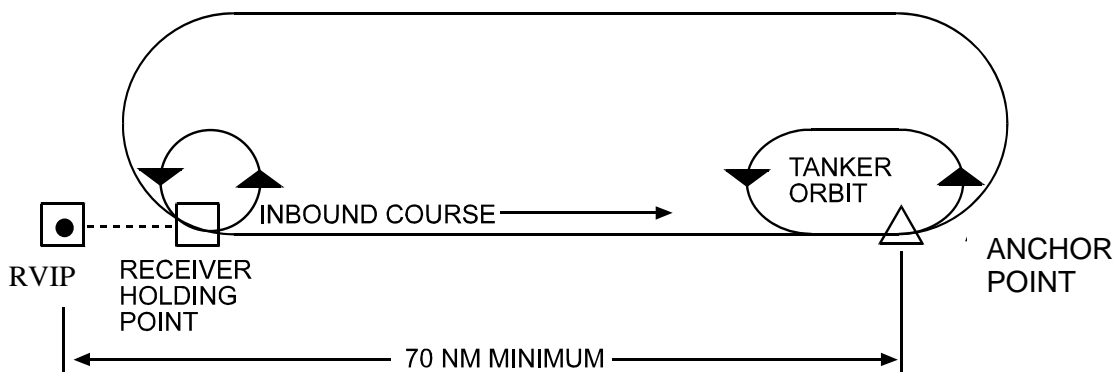 TANKER
ORBIT
INBOUND COURSE
RVIP
RECEIVER
HOLDING
POINT
ANCHOR
POINT
70 NM MINIMUM